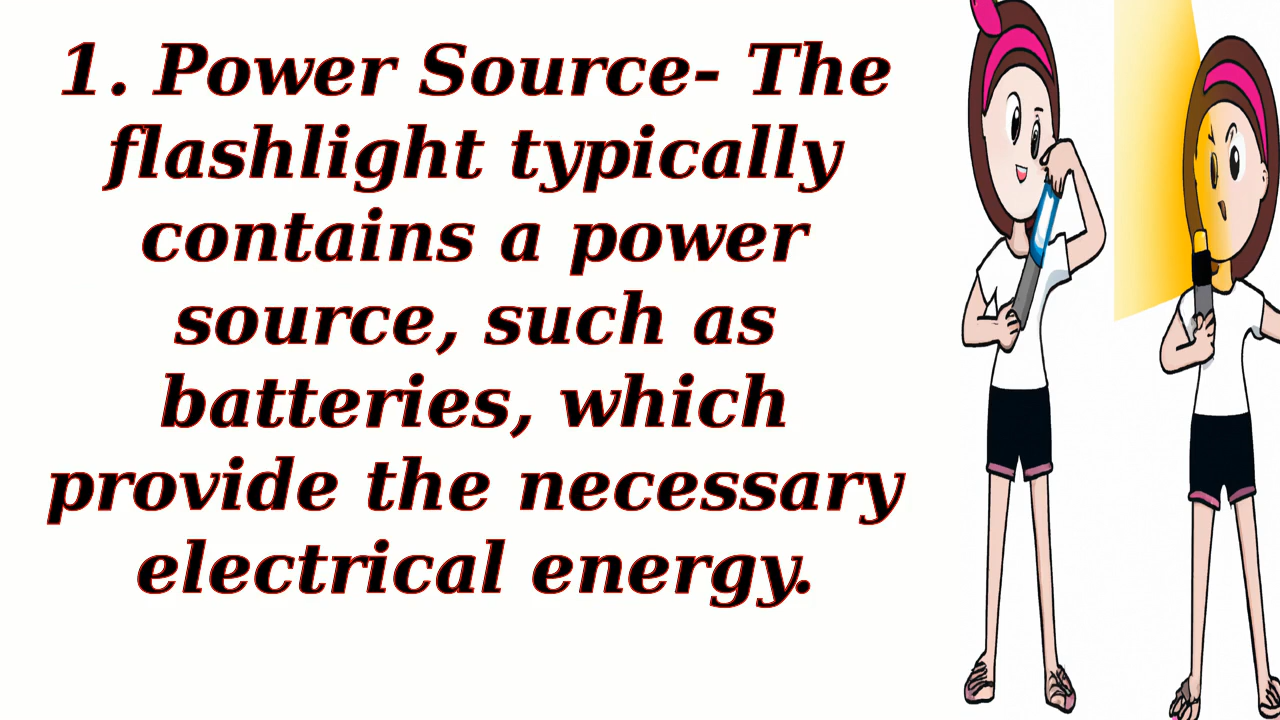 1. Power Source- The
flashlight typically
contains a power
source, such as
batteries, which
provide the necessary
electrical energy.